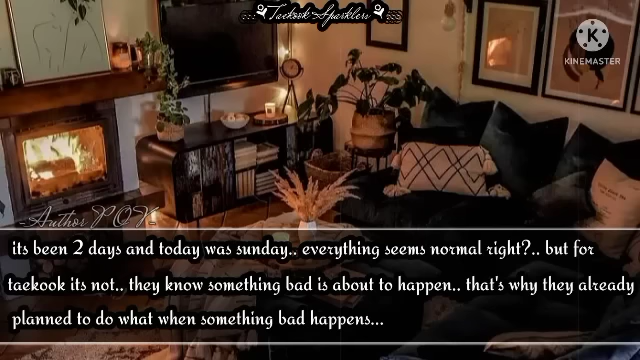 Taekook Sparklers
KINEMASTER
-Author P.O.V-
its been 2 days and today was sunday.. everything seems normal right?.. but for
taekook its not.. they know something bad is about to happen.. that's why they already
planned to do what when something bad happens...